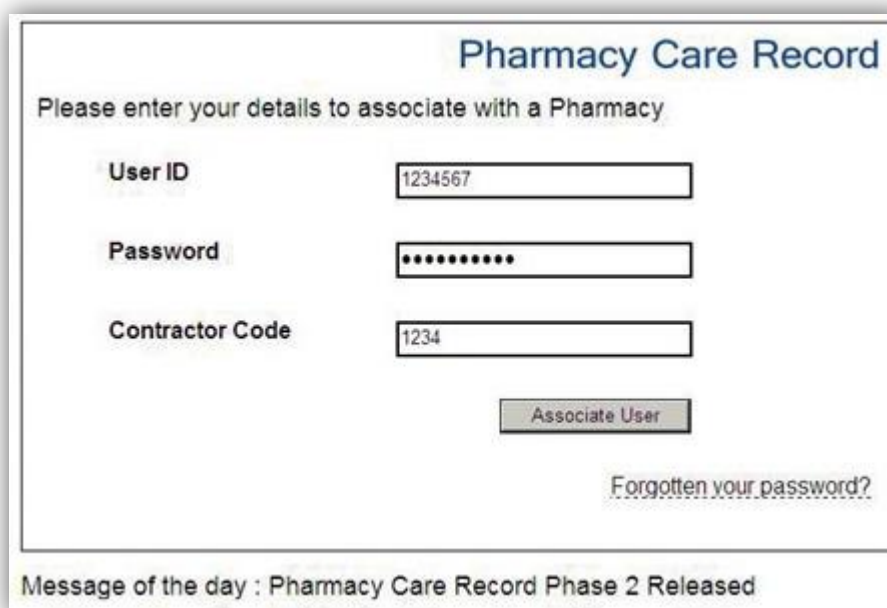 Pharmacy Care Record
Please enter your details to associate with a Pharmacy
User ID 1234567
Password ••••••••••
Contractor Code 1234
Associate User
Forgotten your password?
Message of the day : Pharmacy Care Record Phase 2 Released